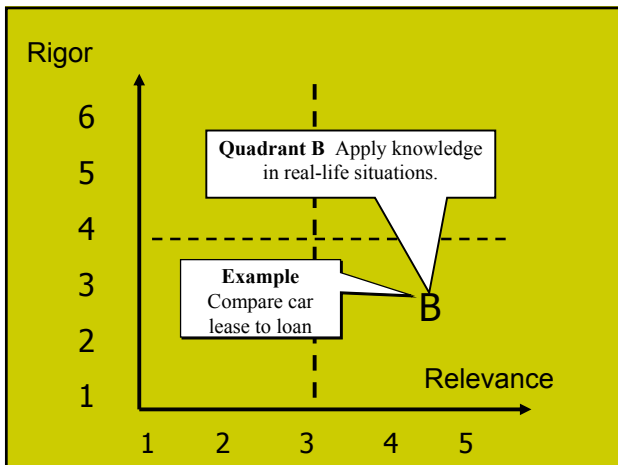 Rigor
6
Quadrant B Apply knowledge
in real-life situations.
5
4
Example
Compare car
lease to loan
3
B
2
1
Relevance
1 2 3 4 5